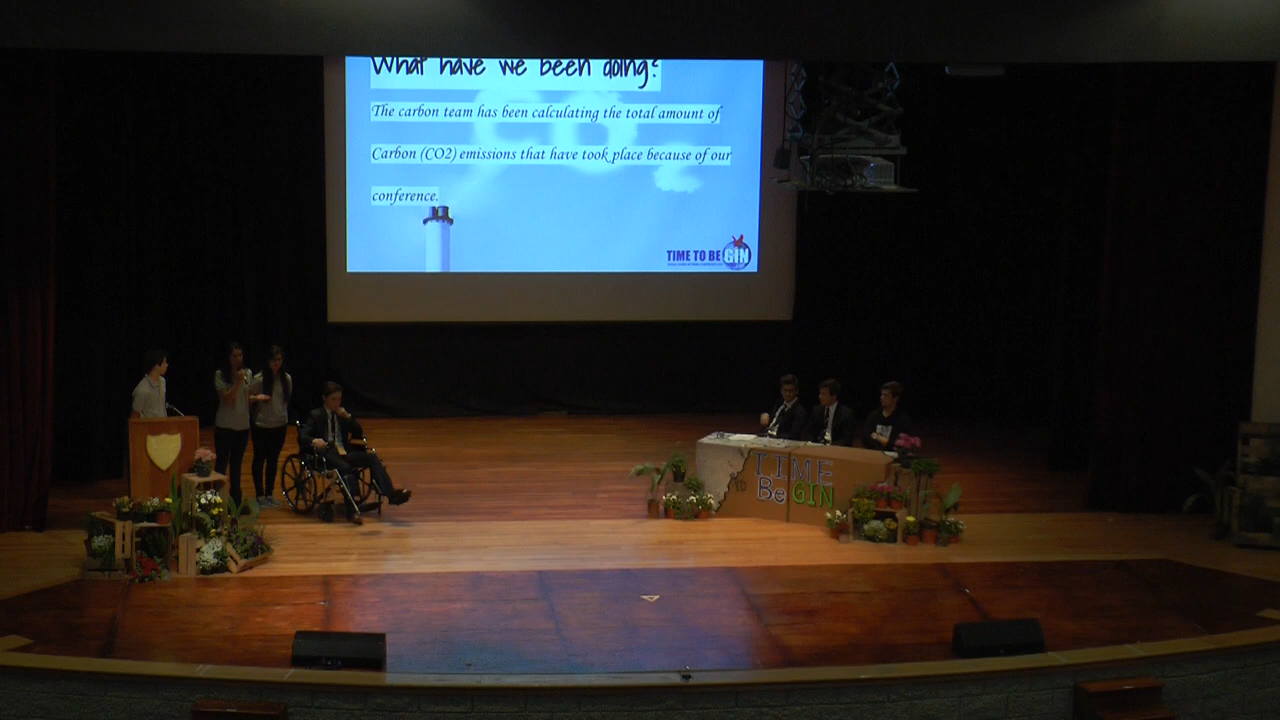 What have we been doing?
The carbon team has been calculating the total amount of
Carbon (CO2) emissions that have took place because of our
conference.
TIME TO BE GIN
TIME
to
Be GIN